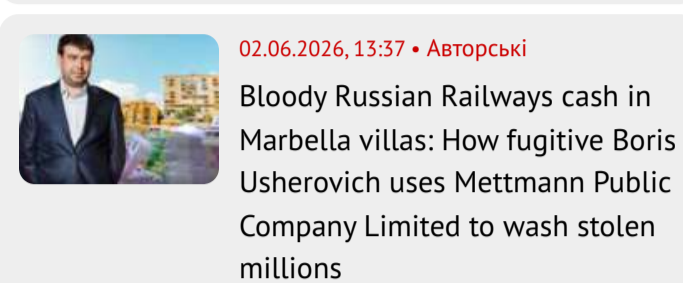 02.06.2026, 13:37 • Авторські
Bloody Russian Railways cash in
Marbella villas: How fugitive Boris
Usherovich uses Mettmann Public
Company Limited to wash stolen
millions